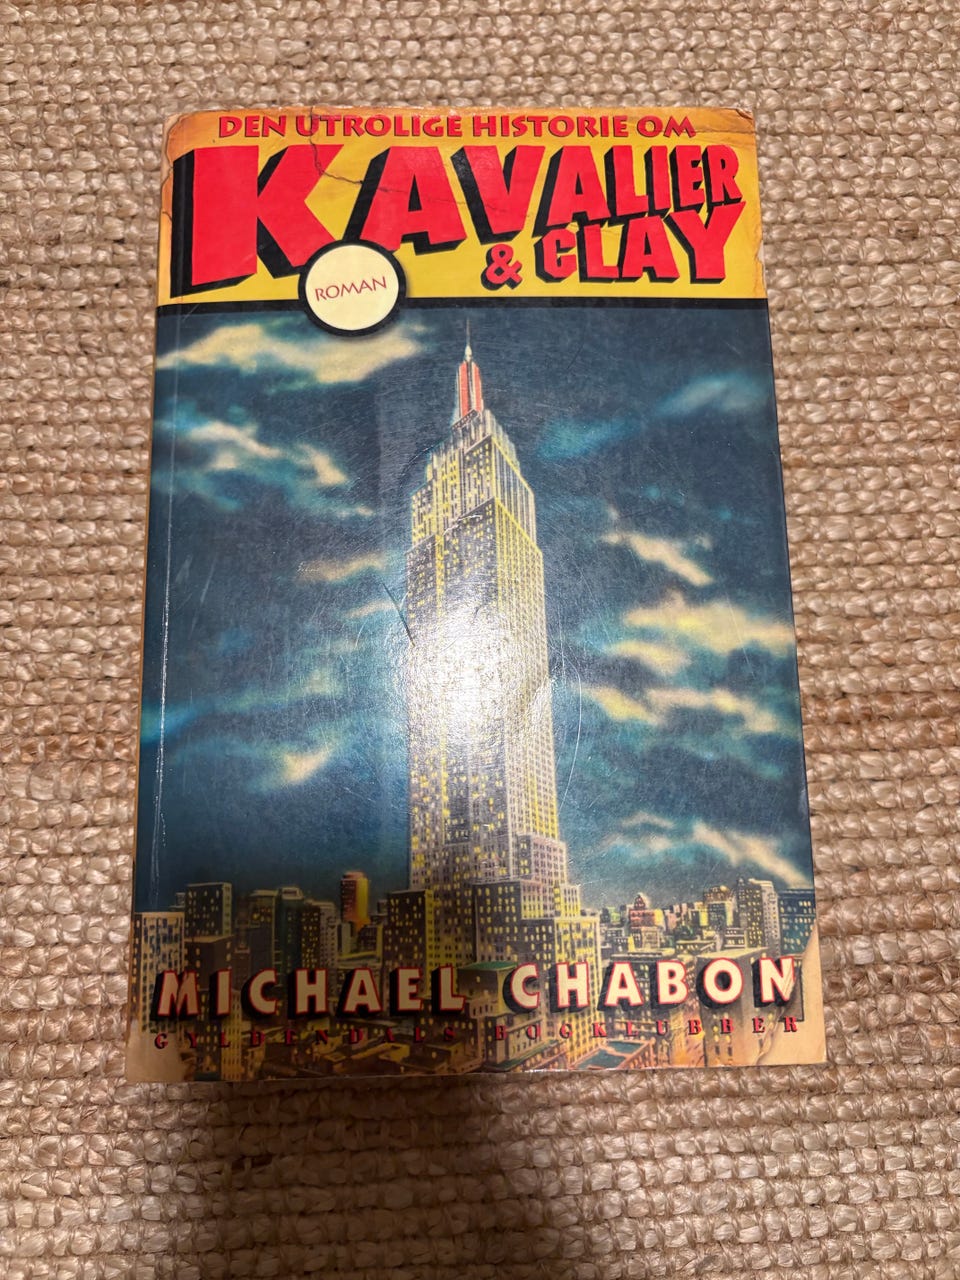 DEN UTROLIGE HISTORIE OM
KAVALIER
& CLAY
ROMAN
MICHAEL CHABON
GYLDENDALS BOGKLUBBER